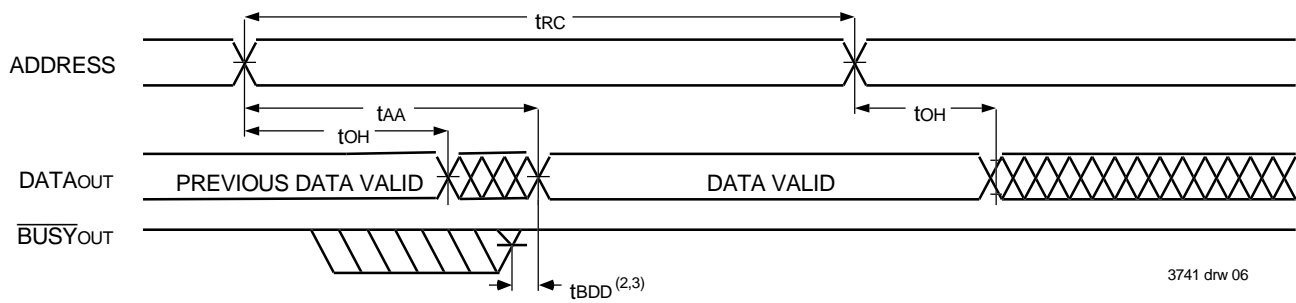 tRC
ADDRESS
tAA
tOH
tOH
DATAOUT
PREVIOUS DATA VALID
DATA VALID
BUSYOUT
tBDD (2,3)
3741 drw 06